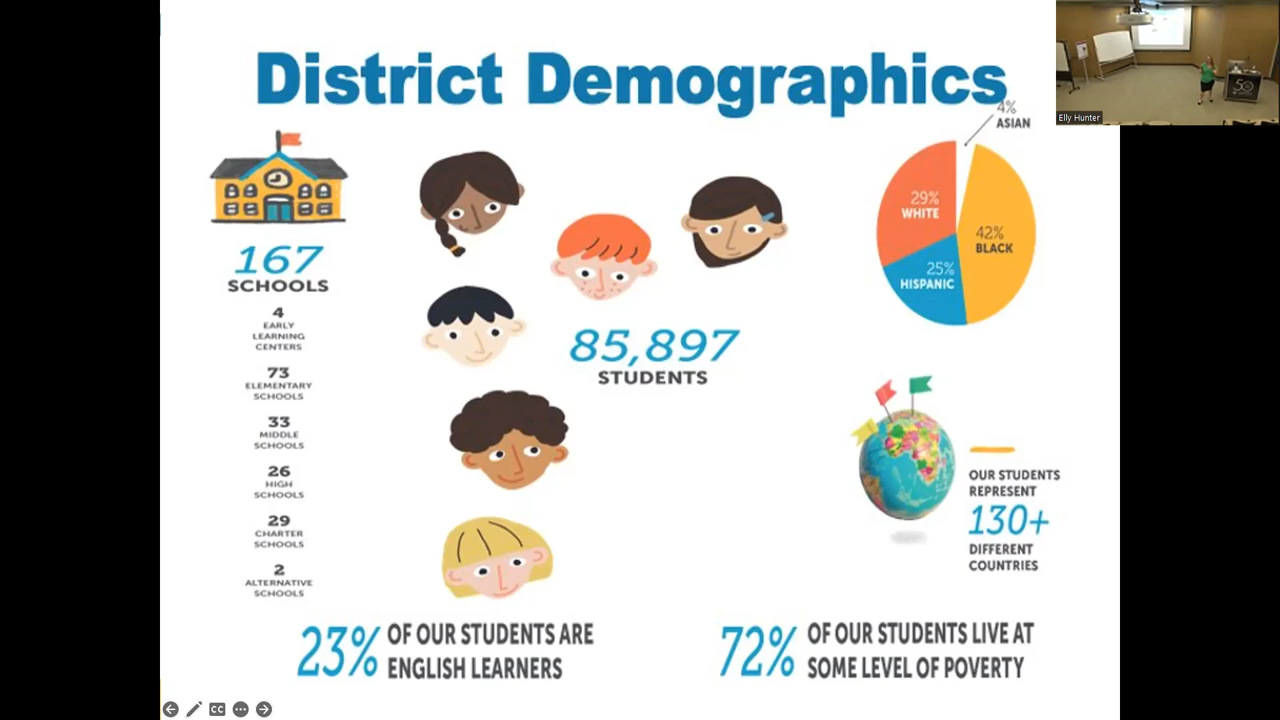 District Demographics
167
SCHOOLS
4
EARLY
LEARNING
CENTERS
73
ELEMENTARY
SCHOOLS
33
MIDDLE
SCHOOLS
26
HIGH
SCHOOLS
29
CHARTER
SCHOOLS
2
ALTERNATIVE
SCHOOLS
85,897
STUDENTS
4%
ASIAN
29%
WHITE
42%
BLACK
25%
HISPANIC
OUR STUDENTS
REPRESENT
130+
DIFFERENT
COUNTRIES
23% OF OUR STUDENTS ARE
ENGLISH LEARNERS
72% OF OUR STUDENTS LIVE AT
SOME LEVEL OF POVERTY
CC
Elly Hunter
50